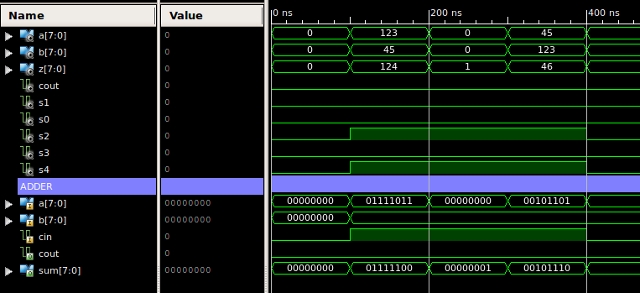 Name Value 0 ns 200 ns 400 ns
a[7:0] 0 0 123 0 45
b[7:0] 0 0 45 0 123
z[7:0] 0 0 124 1 46
cout 0
s1 0
s0 0
s2 0
s3 0
s4 0
ADDER
a[7:0] 00000000 00000000 01111011 00000000 00101101
b[7:0] 00000000 00000000
cin 0
cout 0
sum[7:0] 00000000 00000000 01111100 00000001 00101110